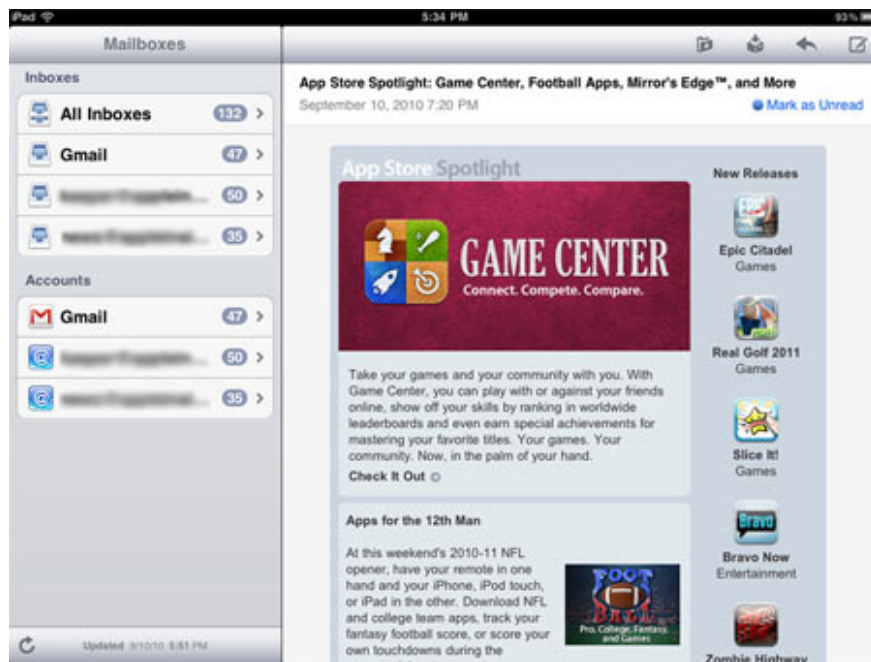 iPad
5:34 PM
93%
Mailboxes
Inboxes
All Inboxes 132
Gmail 47
50
35
Accounts
Gmail 47
50
35
Updated 9/10/10 5:51 PM
App Store Spotlight: Game Center, Football Apps, Mirror's Edge™, and More
September 10, 2010 7:20 PM
Mark as Unread
App Store Spotlight
GAME CENTER
Connect. Compete. Compare.
Take your games and your community with you. With
Game Center, you can play with or against your friends
online, show off your skills by ranking in worldwide
leaderboards and even earn special achievements for
mastering your favorite titles. Your games. Your
community. Now, in the palm of your hand.
Check It Out
Apps for the 12th Man
At this weekend's 2010-11 NFL
opener, have your remote in one
hand and your iPhone, iPod touch,
or iPad in the other. Download NFL
and college team apps, track your
fantasy football score, or score your
own touchdowns during the
FOOT
BALL
Pro, College, Fantasy,
and Games
New Releases
EPIC
Epic Citadel
Games
Real Golf 2011
Games
Slice It!
Games
Bravo
Bravo Now
Entertainment
Zombie Highway